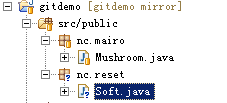 gitdemo [gitdemo mirror]
src/public
nc.mairo
Mushroom.java
nc.reset
Soft.java